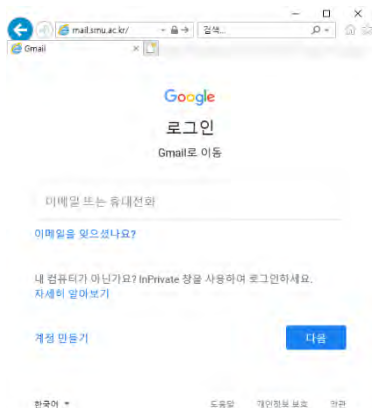 mail.smu.ac.kr/ 검색...
Gmail
Google
로그인
Gmail로 이동
이메일 또는 휴대전화
이메일을 잊으셨나요?
내 컴퓨터가 아닌가요? InPrivate 창을 사용하여 로그인하세요.
자세히 알아보기
계정 만들기 다음
한국어 도움말 개인정보 보호 약관